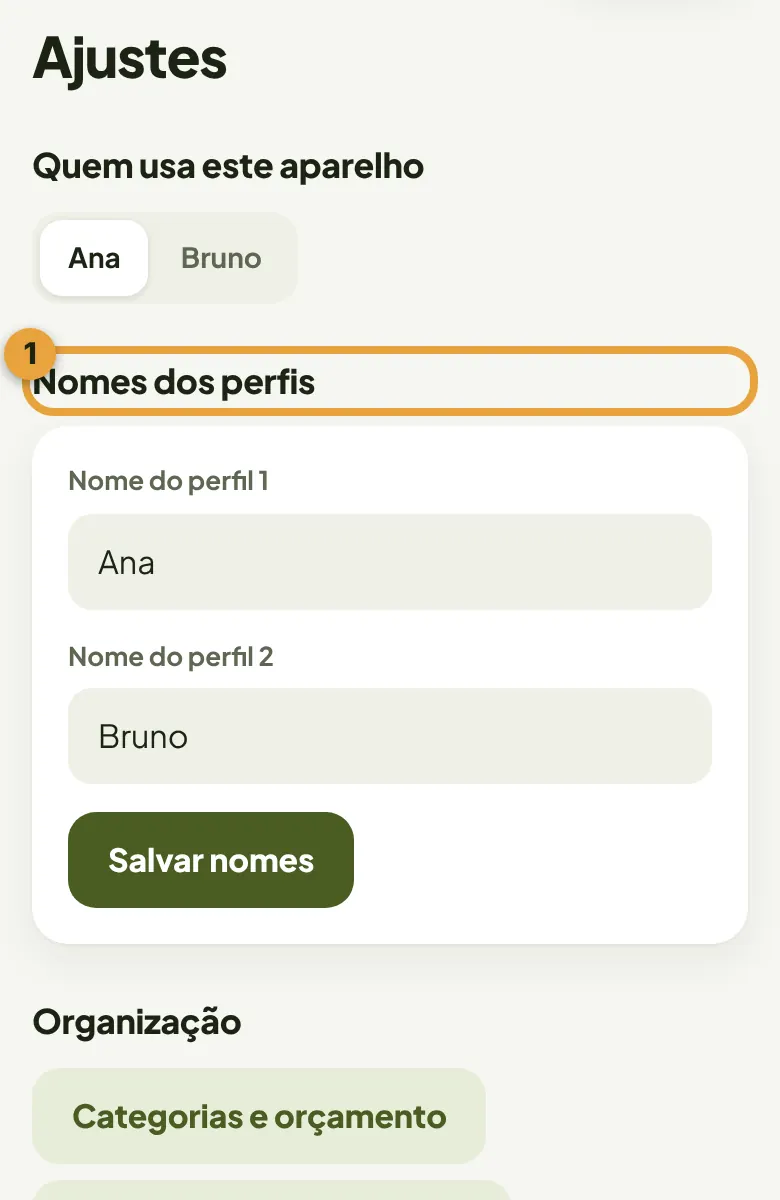 Ajustes
Quem usa este aparelho
Ana Bruno
1
Nomes dos perfis
Nome do perfil 1
Ana
Nome do perfil 2
Bruno
Salvar nomes
Organização
Categorias e orçamento